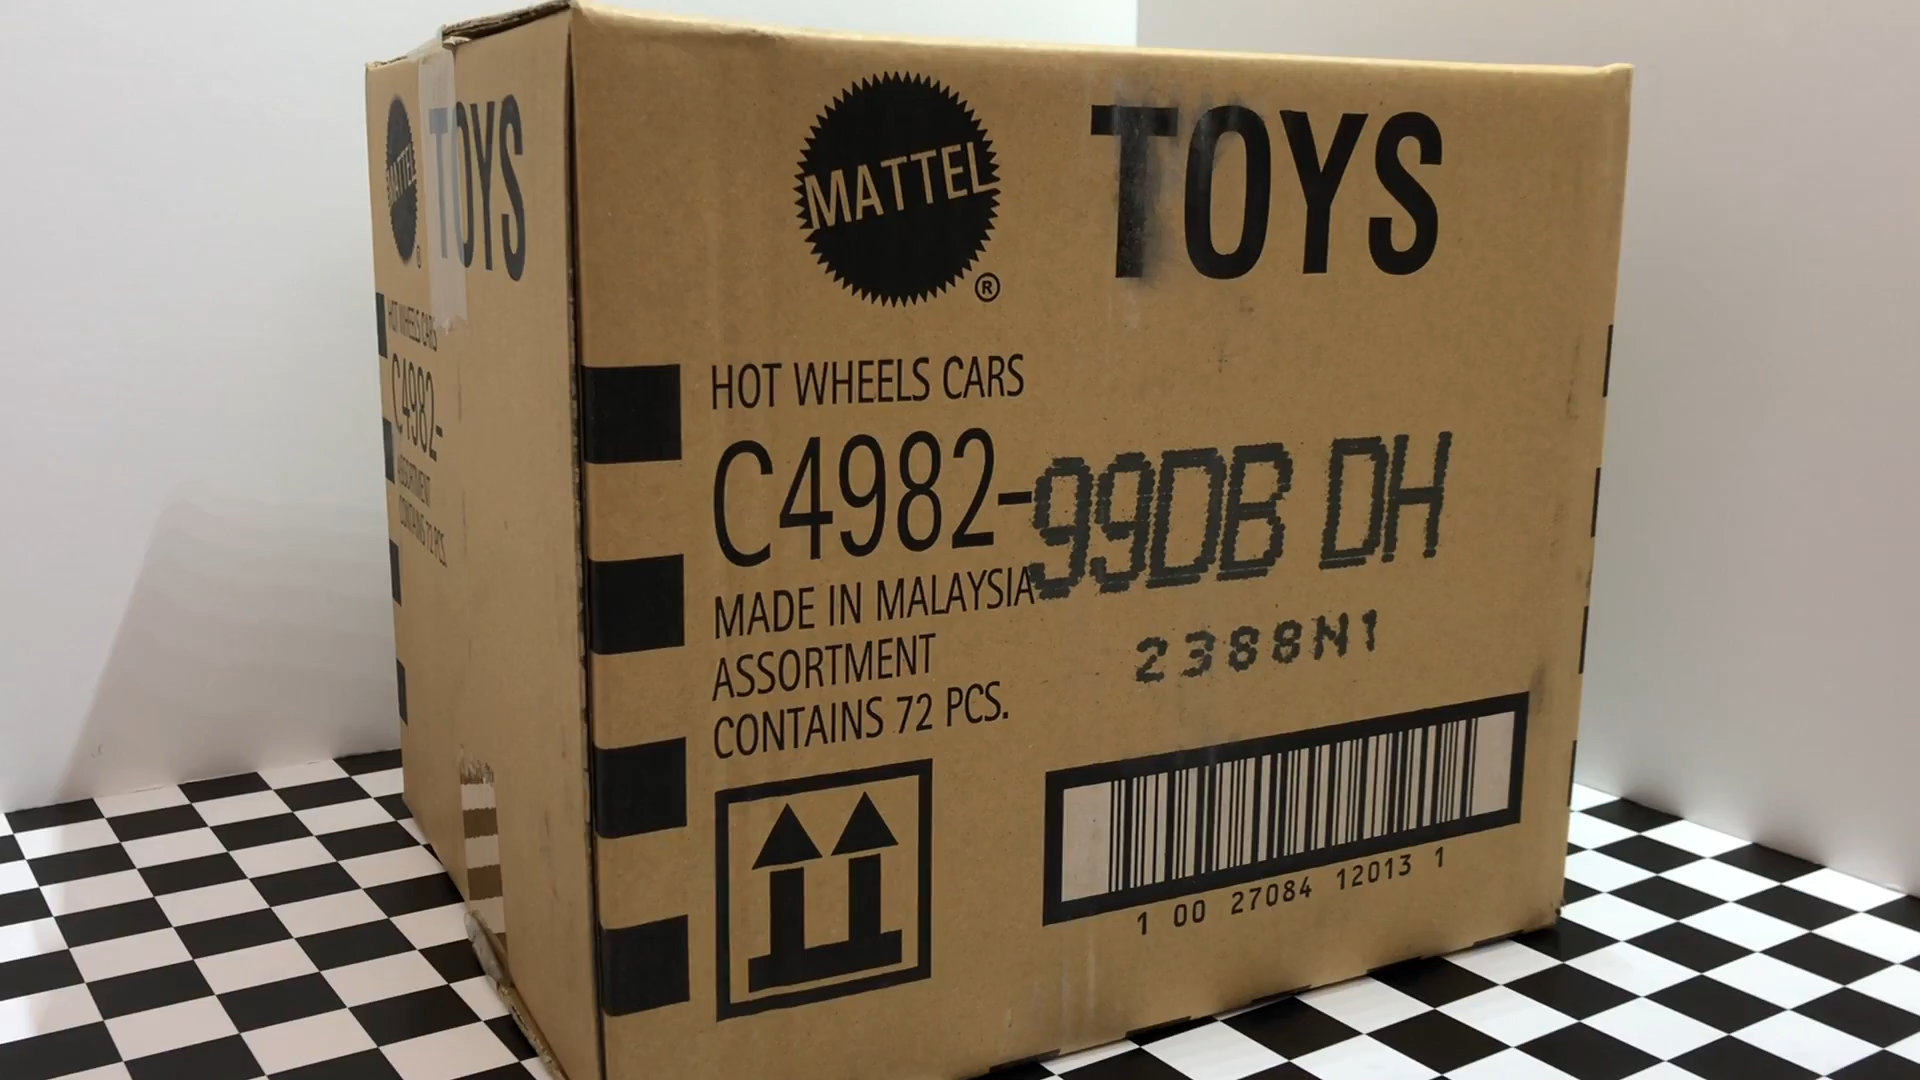 MATTEL
®
TOYS
HOT WHEELS CARS
C4982-
ASSORTMENT
CONTAINS 72 PCS.
MATTEL
®
TOYS
HOT WHEELS CARS
C4982-99DB DH
MADE IN MALAYSIA
2388N1
ASSORTMENT
CONTAINS 72 PCS.
1 00 27084 12013 1